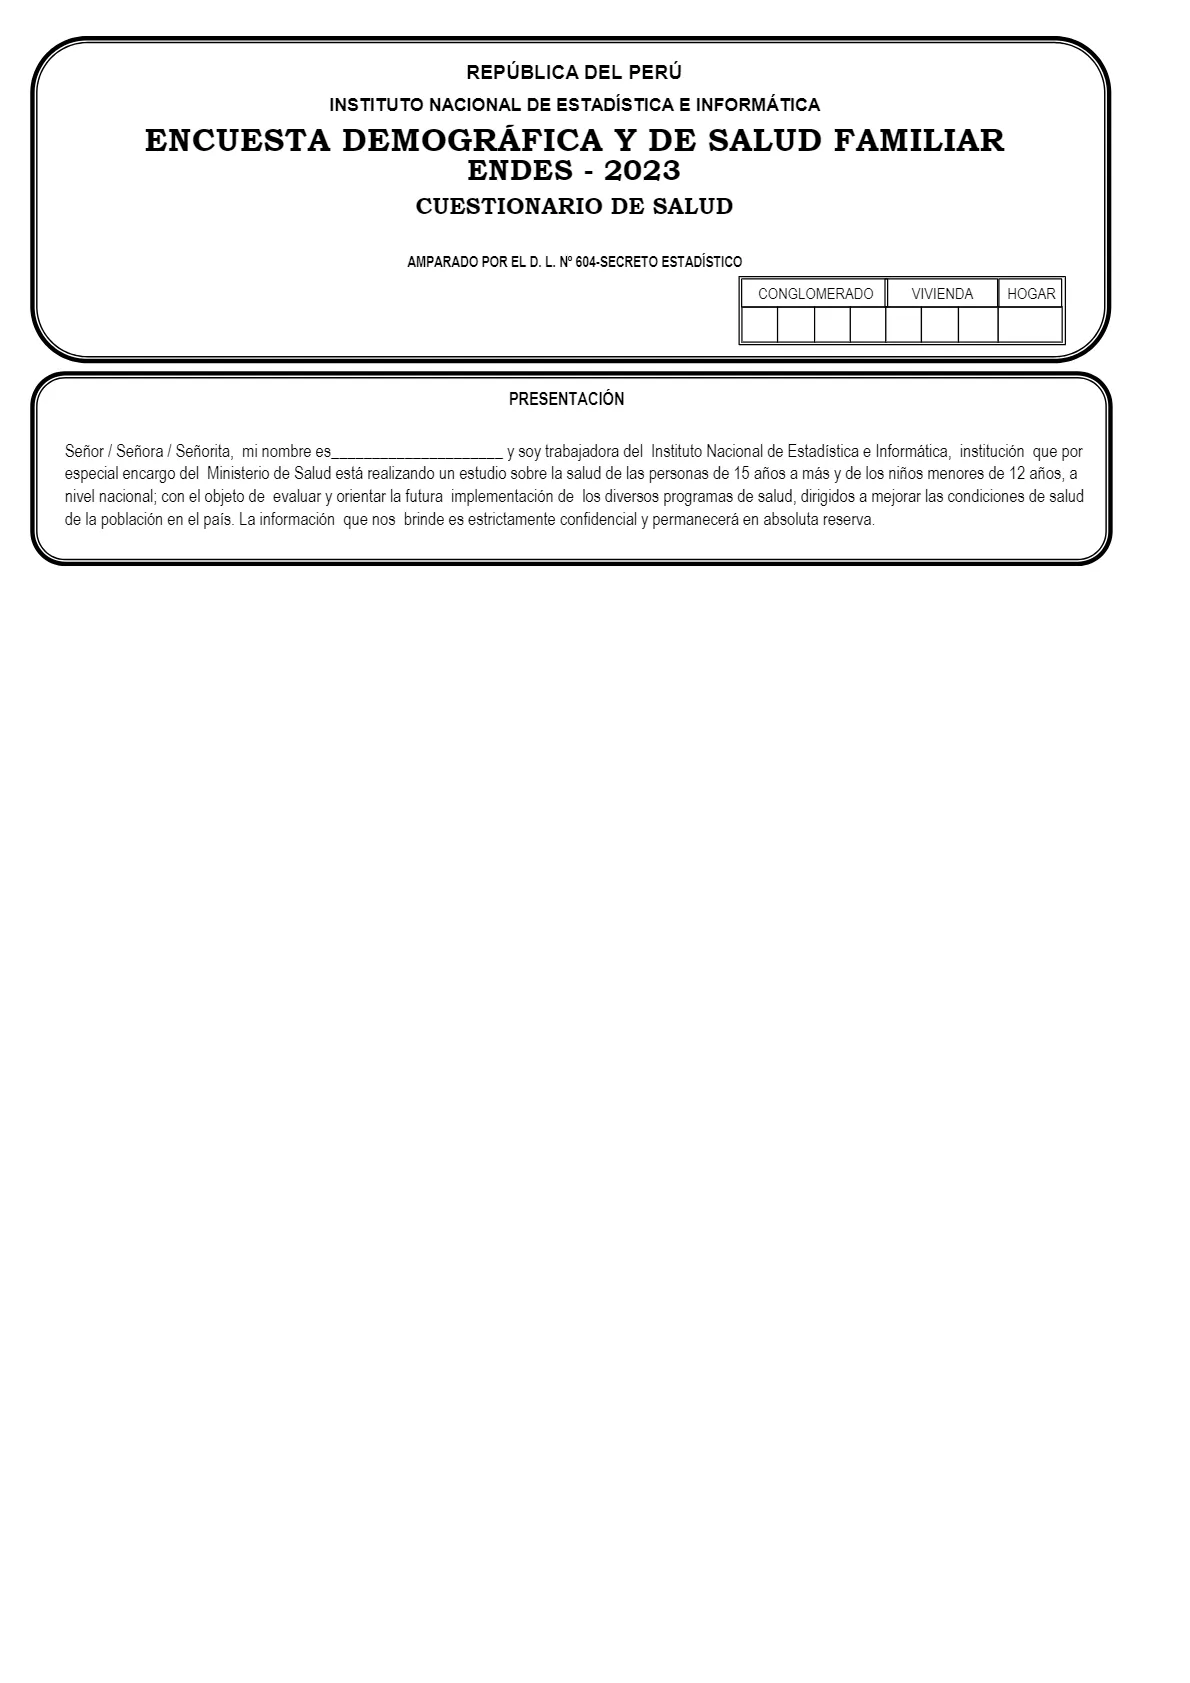 REPÚBLICA DEL PERÚ
INSTITUTO NACIONAL DE ESTADÍSTICA E INFORMÁTICA
ENCUESTA DEMOGRÁFICA Y DE SALUD FAMILIAR
ENDES - 2023
CUESTIONARIO DE SALUD
AMPARADO POR EL D. L. Nº 604-SECRETO ESTADÍSTICO
CONGLOMERADO VIVIENDA HOGAR
PRESENTACIÓN
Señor / Señora / Señorita, mi nombre es_____________________ y soy trabajadora del Instituto Nacional de Estadística e Informática, institución que por
especial encargo del Ministerio de Salud está realizando un estudio sobre la salud de las personas de 15 años a más y de los niños menores de 12 años, a
nivel nacional; con el objeto de evaluar y orientar la futura implementación de los diversos programas de salud, dirigidos a mejorar las condiciones de salud
de la población en el país. La información que nos brinde es estrictamente confidencial y permanecerá en absoluta reserva.